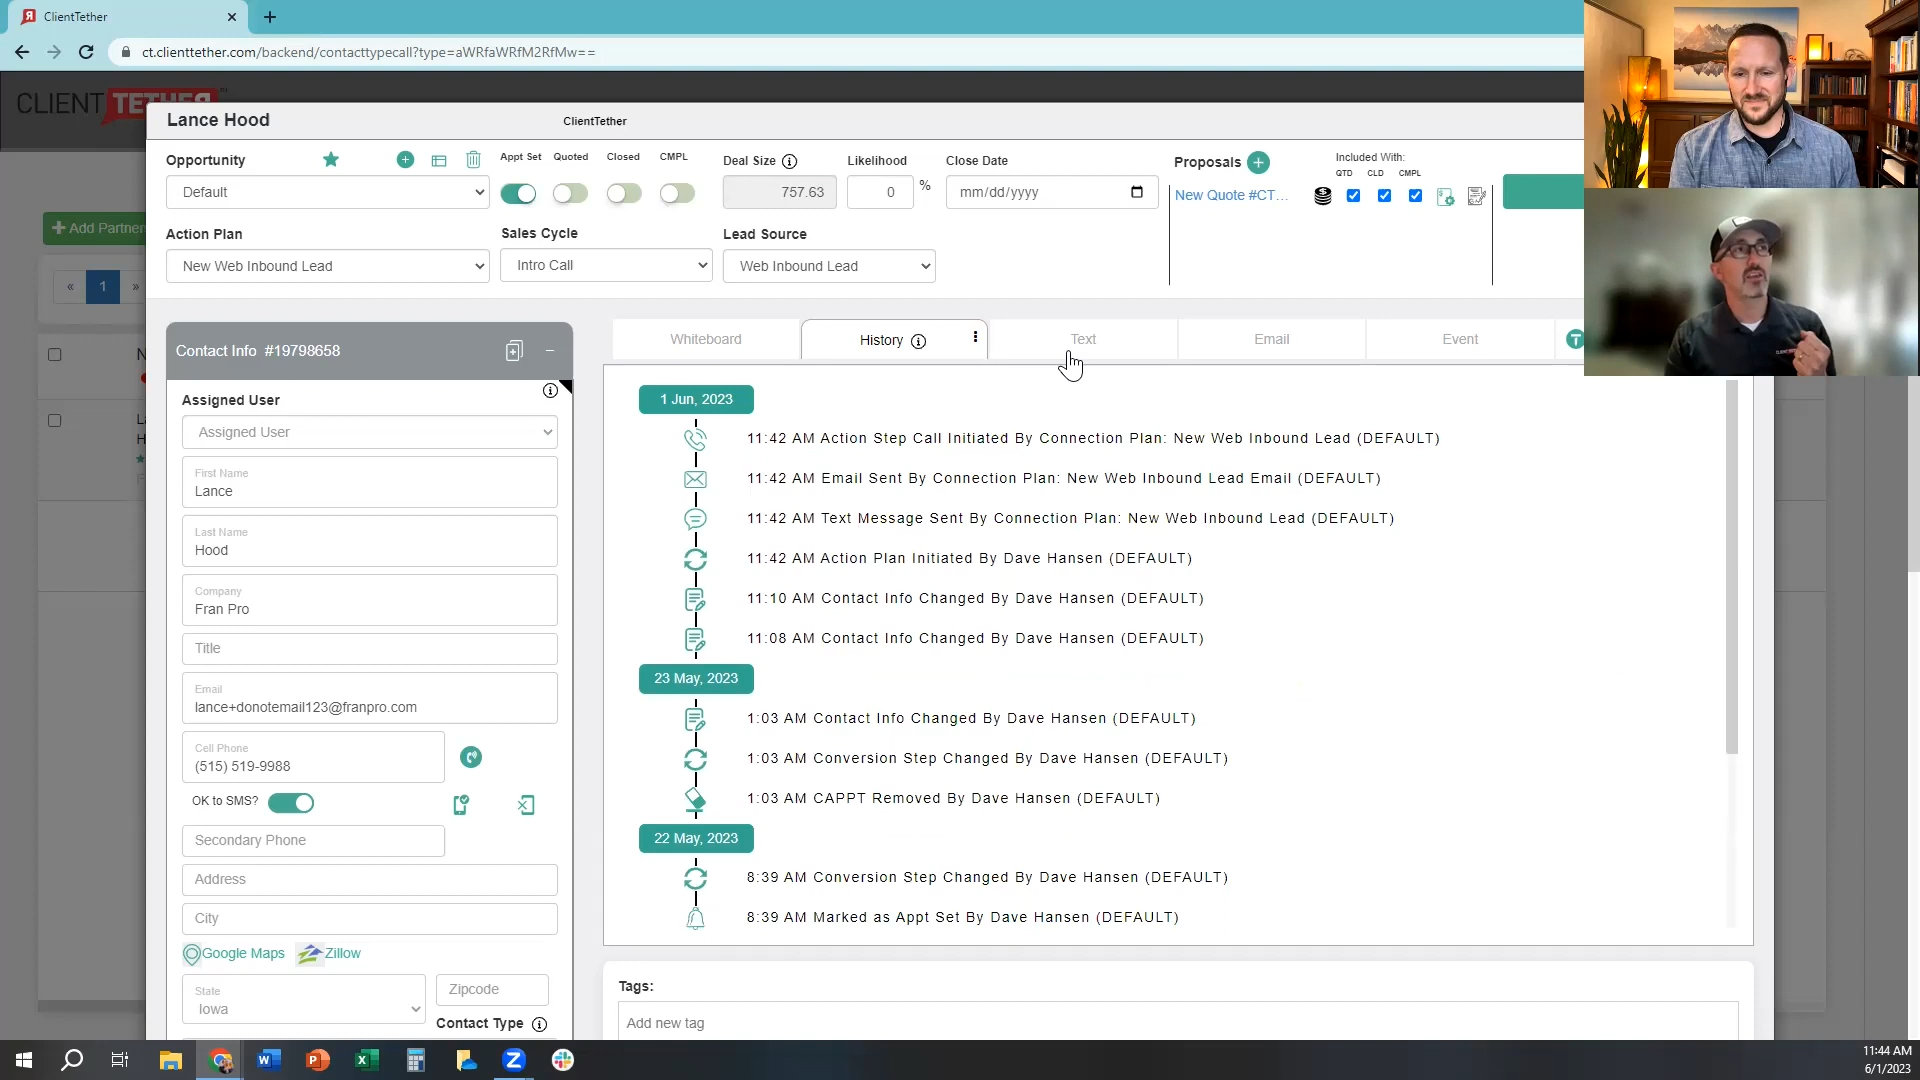 ClientTether
ct.clienttether.com/backend/contacttypecall?type=aWRfaWRfM2RfMw==
CLIENT TETHER
Lance Hood
ClientTether
Opportunity
Appt Set
Quoted
Closed
CMPL
Deal Size
Likelihood
Close Date
Proposals
Included With:
QTD CLD CMPL
Default
757.63
0
%
mm/dd/yyyy
New Quote #CT...
Add Partner
Action Plan
Sales Cycle
Lead Source
New Web Inbound Lead
Intro Call
Web Inbound Lead
« 1 »
Contact Info #19798658
Whiteboard
History
Text
Email
Event
T
Assigned User
Assigned User
First Name
Lance
Last Name
Hood
Company
Fran Pro
Title
Email
lance+donotemail123@franpro.com
Cell Phone
(515) 519-9988
OK to SMS?
Secondary Phone
Address
City
Google Maps
Zillow
State
Iowa
Zipcode
Contact Type
1 Jun, 2023
11:42 AM Action Step Call Initiated By Connection Plan: New Web Inbound Lead (DEFAULT)
11:42 AM Email Sent By Connection Plan: New Web Inbound Lead Email (DEFAULT)
11:42 AM Text Message Sent By Connection Plan: New Web Inbound Lead (DEFAULT)
11:42 AM Action Plan Initiated By Dave Hansen (DEFAULT)
11:10 AM Contact Info Changed By Dave Hansen (DEFAULT)
11:08 AM Contact Info Changed By Dave Hansen (DEFAULT)
23 May, 2023
1:03 AM Contact Info Changed By Dave Hansen (DEFAULT)
1:03 AM Conversion Step Changed By Dave Hansen (DEFAULT)
1:03 AM CAPPT Removed By Dave Hansen (DEFAULT)
22 May, 2023
8:39 AM Conversion Step Changed By Dave Hansen (DEFAULT)
8:39 AM Marked as Appt Set By Dave Hansen (DEFAULT)
Tags:
Add new tag
11:44 AM
6/1/2023